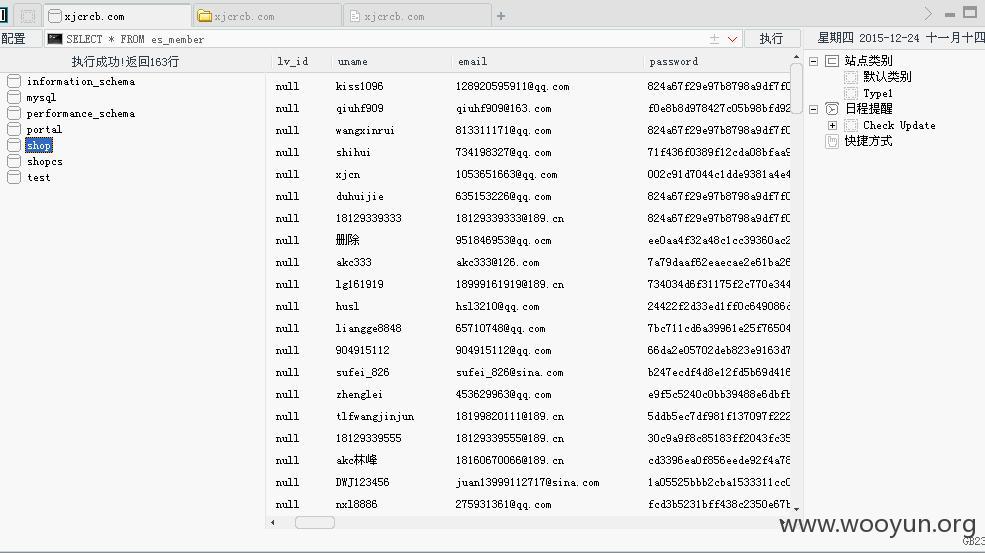 xjcrcb.com xjcrcb.com xjcrcb.com
配置 SELECT * FROM es_member 执行 星期四 2015-12-24 十一月十四
执行成功!返回163行
information_schema
mysql
performance_schema
portal
shop
shopcs
test
lv_id uname email password
null kiss1096 128920595911@qq.com 824a67f29e97b8798a9df7f0
null qiuhf909 qiuhf909@163.com f0e8b8d978427c05b98bfd92
null wangxinrui 813311171@qq.com 824a67f29e97b8798a9df7f0
null shihui 734198327@qq.com 71f436f0389f12cda08bfaa9
null xjcn 1053651663@qq.com 002c91d7044c1dde9381a4e4
null duhuijie 635153226@qq.com 824a67f29e97b8798a9df7f0
null 18129339333 18129339333@189.cn 824a67f29e97b8798a9df7f0
null 删除 951846953@qq.ocm ee0aa4f32a48c1cc39360ac2
null akc333 akc333@126.com 7a79daaf62eaecae2e61ba26
null lg161919 18999161919@189.cn 734034d6f31175f2c770e344
null husl hsl3210@qq.com 24422f2d33ed1ff0c649086d
null liangge8848 65710748@qq.com 7bc711cd6a39961e25f76504
null 904915112 904915112@qq.com 66da2e05702deb823e9163d7
null sufei_826 sufei_826@sina.com b247ecdf4d8e12fd5b69d416
null zhenglei 453629963@qq.com e9f5c5240c0bb39488e6dbfb
null tlfwangjinjun 18199820111@189.cn 5ddb5ec7df981f137097f222
null 18129339555 18129339555@189.cn 30c9a9f8c85183ff2043fc35
null akc林峰 18160670066@189.cn cd3396ea0f856eede92f4a78
null DWJ123456 juan13999112717@sina.com 1a05525bbb2cba1533311cc0
null nxl8886 275931361@qq.com fcd3b5231bff438c2350e67b
站点类别
默认类别
Type1
日程提醒
Check Update
快捷方式
www.wooyun.org
GB23